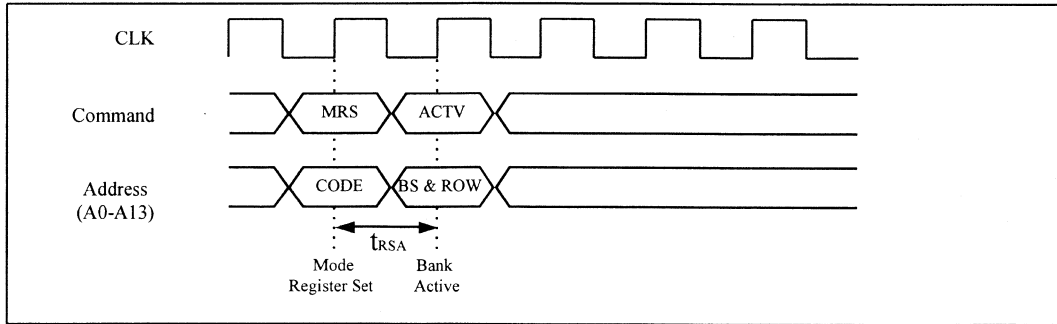 CLK
Command
MRS
ACTV
Address
(A0-A13)
CODE
BS & ROW
tRSA
Mode
Register Set
Bank
Active